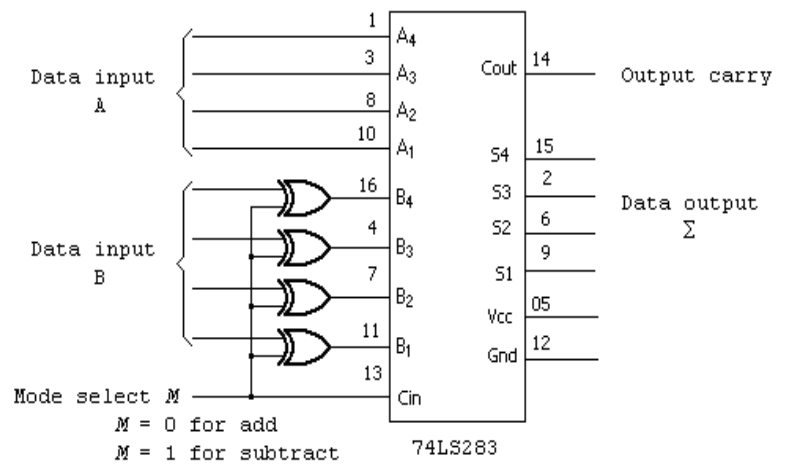 1
A4
3
Data input
A
A3
Cout
14
Output carry
8
A2
10
A1
S4
15
16
B4
S3
2
Data output
Σ
4
S2
6
Data input
B
B3
9
7
S1
B2
Vcc
05
11
B1
Gnd
12
13
Mode select M
Cin
M = 0 for add
M = 1 for subtract
74LS283